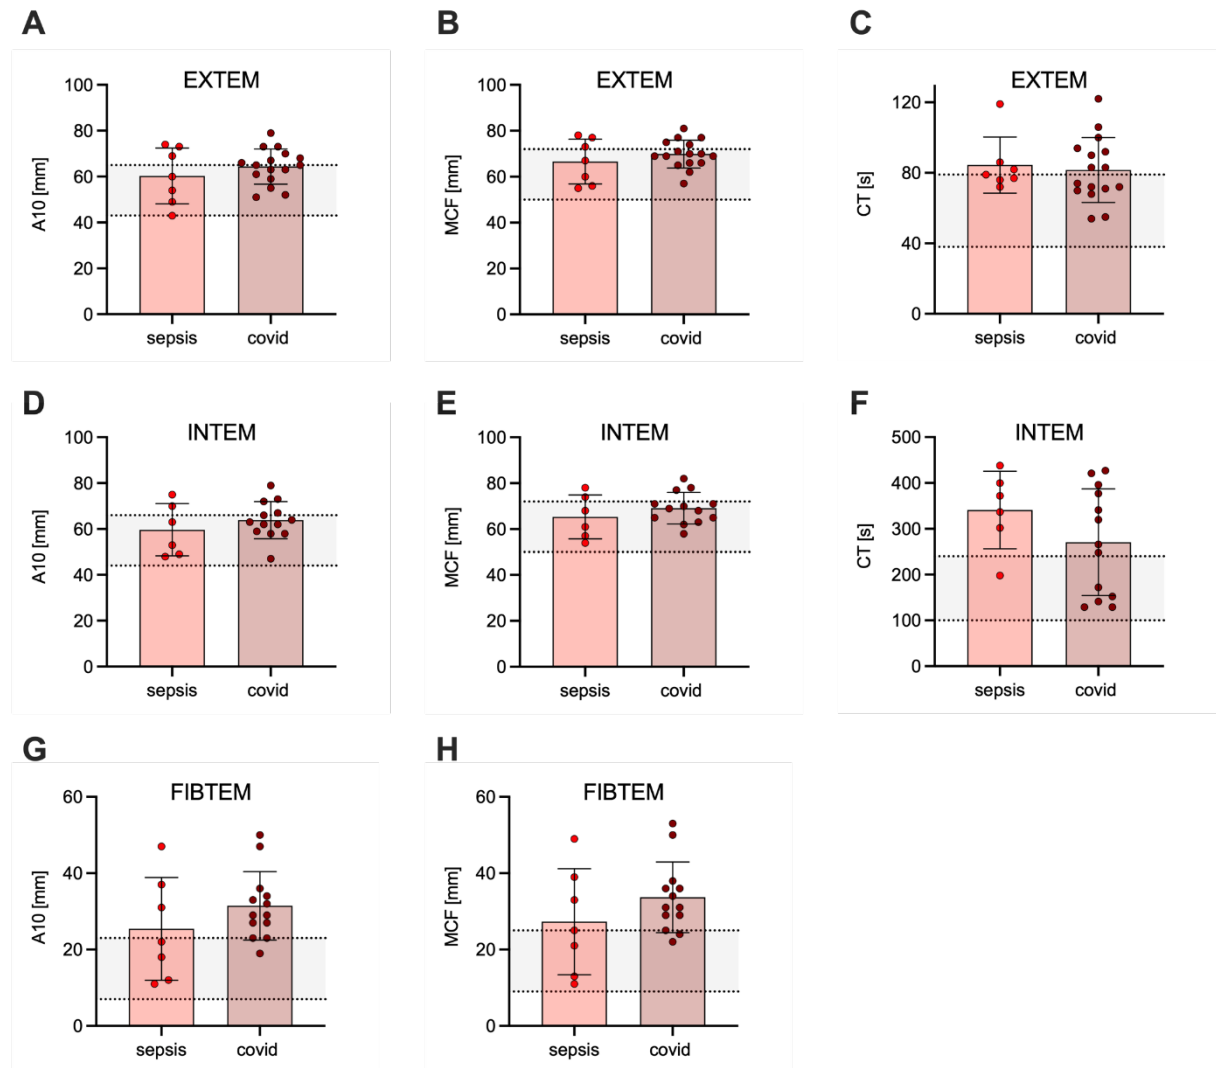 A
EXTEM
A10 [mm]
100
80
60
40
20
0
sepsis covid
B
EXTEM
MCF [mm]
100
80
60
40
20
0
sepsis covid
C
EXTEM
CT [s]
120
80
40
0
sepsis covid
D
INTEM
A10 [mm]
100
80
60
40
20
0
sepsis covid
E
INTEM
MCF [mm]
100
80
60
40
20
0
sepsis covid
F
INTEM
CT [s]
500
400
300
200
100
0
sepsis covid
G
FIBTEM
A10 [mm]
60
40
20
0
sepsis covid
H
FIBTEM
MCF [mm]
60
40
20
0
sepsis covid